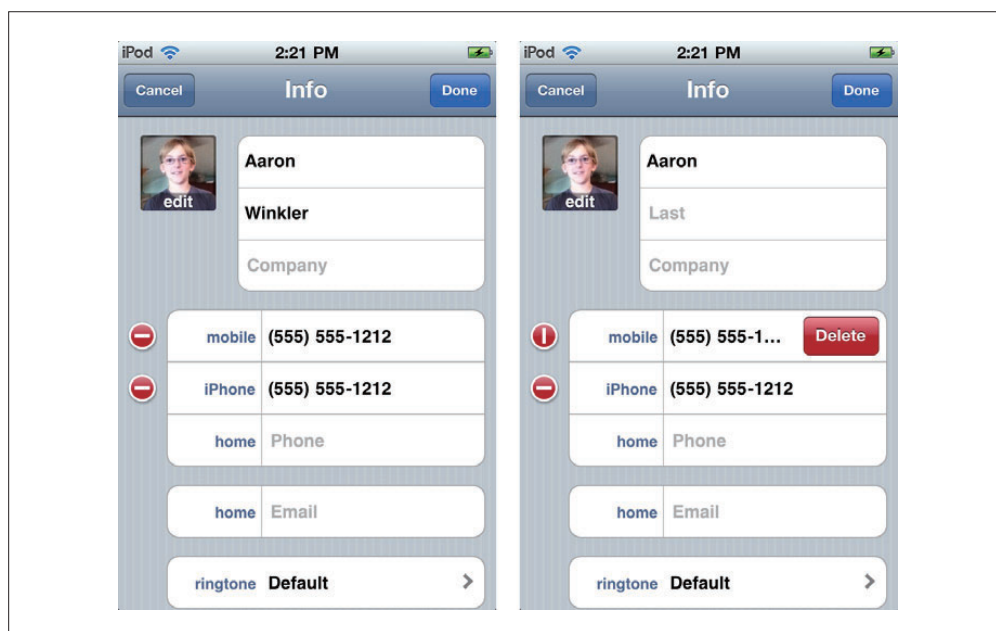 iPod 2:21 PM
Cancel Info Done
edit
Aaron
Winkler
Company
mobile (555) 555-1212
iPhone (555) 555-1212
home Phone
home Email
ringtone Default
iPod 2:21 PM
Cancel Info Done
edit
Aaron
Last
Company
mobile (555) 555-1... Delete
iPhone (555) 555-1212
home Phone
home Email
ringtone Default